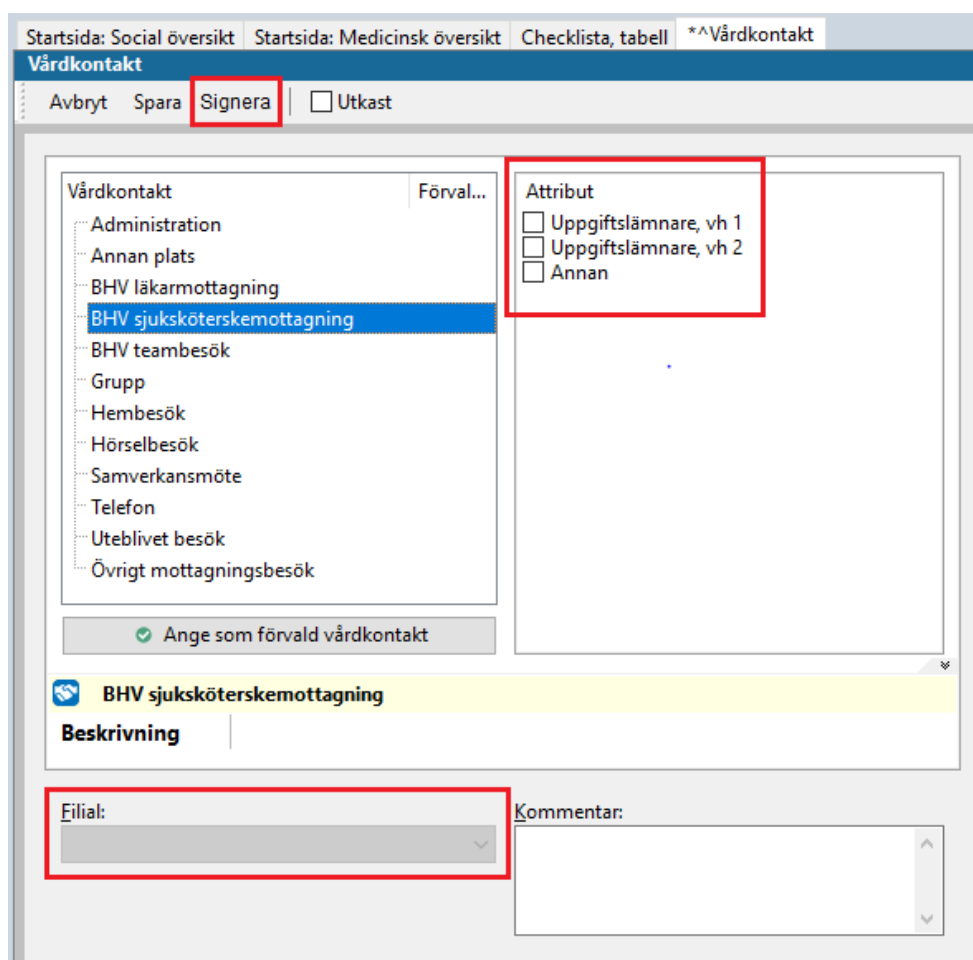 Startsida: Social översikt Startsida: Medicinsk översikt Checklista, tabell *^Vårdkontakt
Vårdkontakt
Avbryt Spara Signera Utkast
Vårdkontakt Förval...
Administration
Annan plats
BHV läkarmottagning
BHV sjuksköterskemottagning
BHV teambesök
Grupp
Hembesök
Hörselbesök
Samverkansmöte
Telefon
Uteblivet besök
Övrigt mottagningsbesök
Ange som förvald vårdkontakt
Attribut
Uppgiftslämnare, vh 1
Uppgiftslämnare, vh 2
Annan
BHV sjuksköterskemottagning
Beskrivning
Filial:
Kommentar: